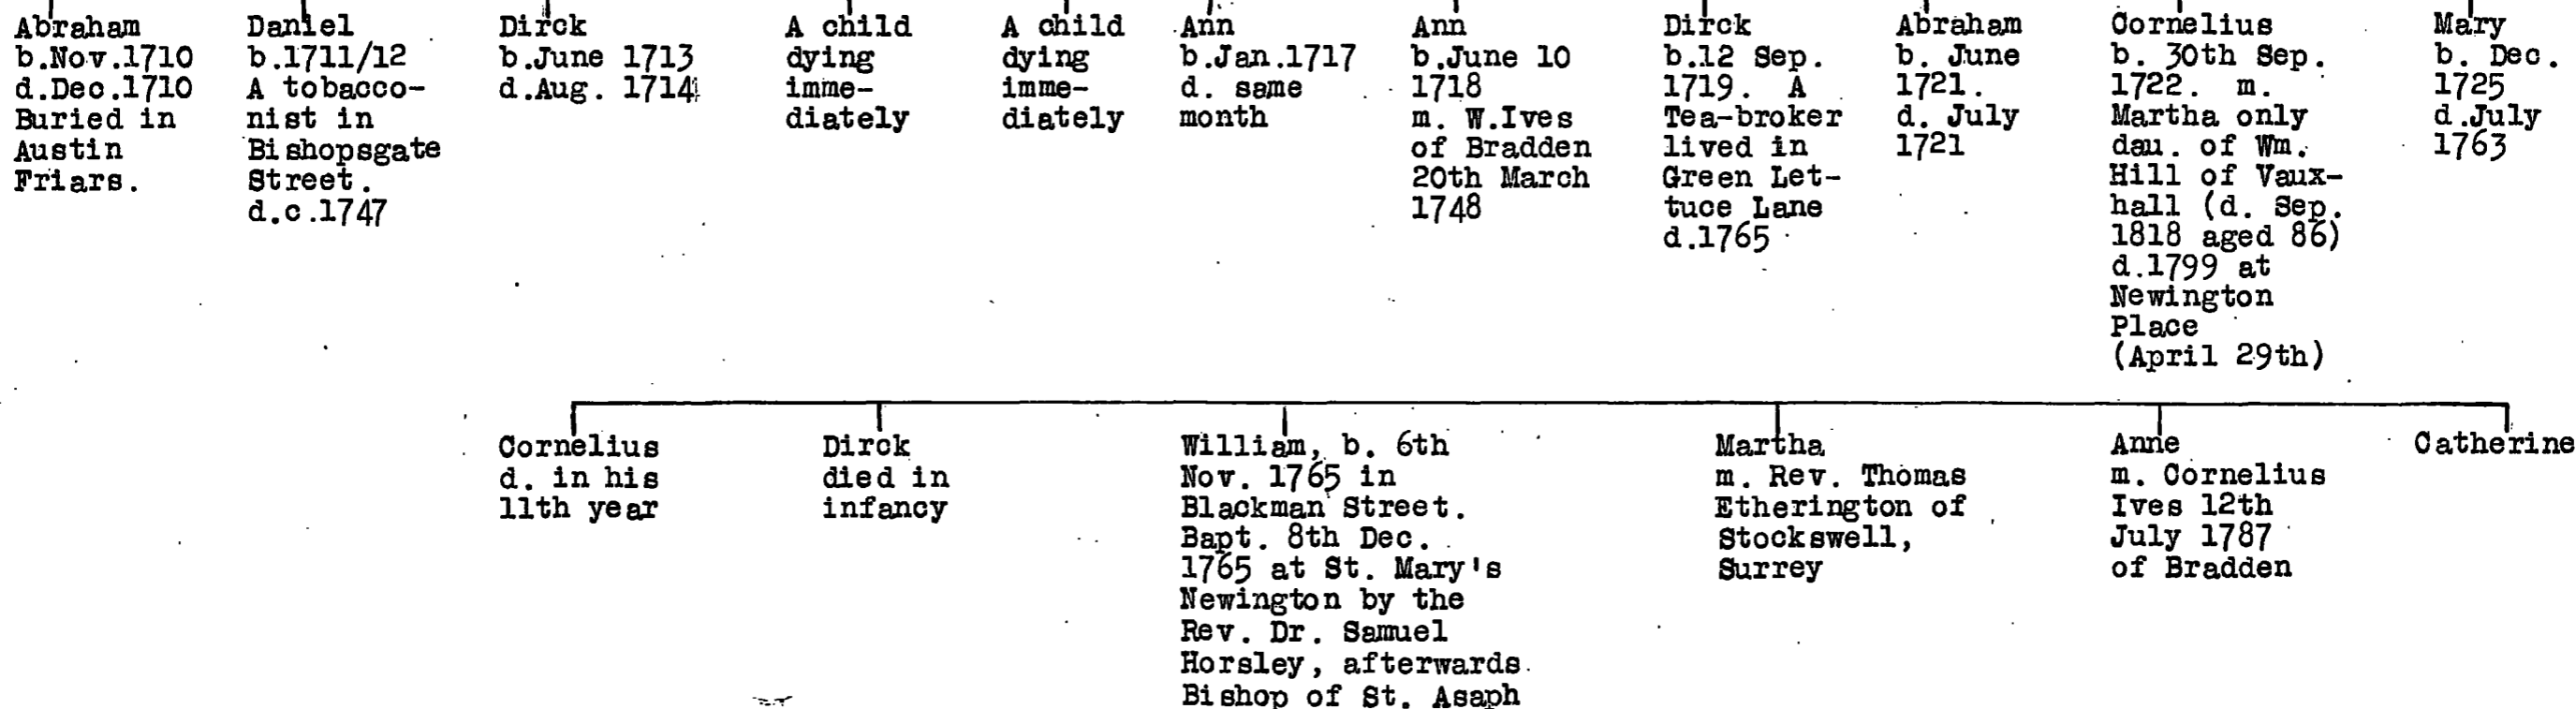 Abraham
b.Nov.1710
d.Dec.1710
Buried in
Austin
Friars.
Daniel
b.1711/12
A tobacco-
nist in
Bishopsgate
Street.
d.c.1747
Dirck
b.June 1713
d.Aug. 1714
A child
dying
imme-
diately
A child
dying
imme-
diately
Ann
b.Jan.1717
d. same
month
Ann
b.June 10
1718
m. W.Ives
of Bradden
20th March
1748
Dirck
b.12 Sep.
1719. A
Tea-broker
lived in
Green Let-
tuce Lane
d.1765
Abraham
b. June
1721.
d. July
1721
Cornelius
b. 30th Sep.
1722. m.
Martha only
dau. of Wm.
Hill of Vaux-
hall (d. Sep.
1818 aged 86)
d.1799 at
Newington
Place
(April 29th)
Mary
b. Dec.
1725
d.July
1763
Cornelius
d. in his
11th year
Dirck
died in
infancy
William, b. 6th
Nov. 1765 in
Blackman Street.
Bapt. 8th Dec.
1765 at St. Mary's
Newington by the
Rev. Dr. Samuel
Horsley, afterwards
Bishop of St. Asaph
Martha
m. Rev. Thomas
Etherington of
Stockswell,
Surrey
Anne
m. Cornelius
Ives 12th
July 1787
of Bradden
Catherine